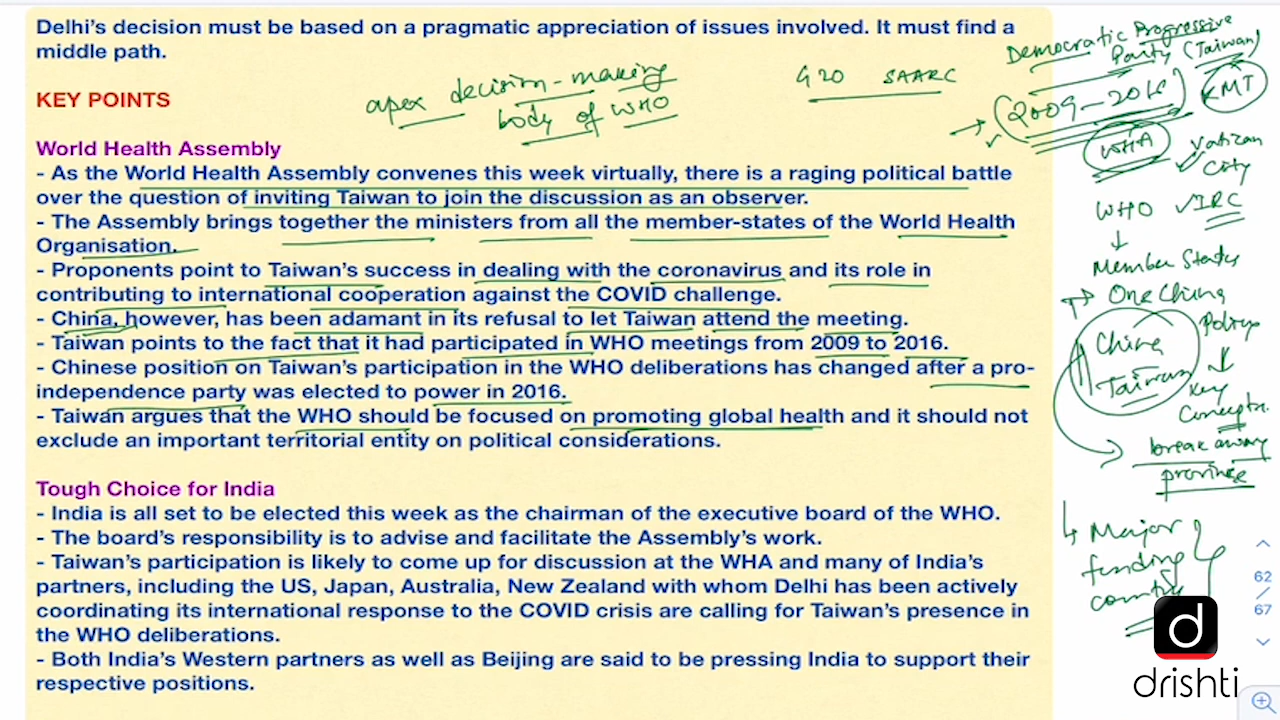 Delhi's decision must be based on a pragmatic appreciation of issues involved. It must find a
middle path.
apex decision-making
body of WHO
G20 SAARC
Democratic Progressive
Party (Taiwan)
(2009-2016) KMT
WHA
Vatican
City
WHO ✓IRC
Member States
One China
Policy
China
Taiwan
Key
Concepts.
break away
province
Major
funding
country
KEY POINTS
World Health Assembly
- As the World Health Assembly convenes this week virtually, there is a raging political battle
over the question of inviting Taiwan to join the discussion as an observer.
- The Assembly brings together the ministers from all the member-states of the World Health
Organisation.
- Proponents point to Taiwan's success in dealing with the coronavirus and its role in
contributing to international cooperation against the COVID challenge.
- China, however, has been adamant in its refusal to let Taiwan attend the meeting.
- Taiwan points to the fact that it had participated in WHO meetings from 2009 to 2016.
- Chinese position on Taiwan's participation in the WHO deliberations has changed after a pro-
independence party was elected to power in 2016.
- Taiwan argues that the WHO should be focused on promoting global health and it should not
exclude an important territorial entity on political considerations.
Tough Choice for India
- India is all set to be elected this week as the chairman of the executive board of the WHO.
- The board's responsibility is to advise and facilitate the Assembly's work.
- Taiwan's participation is likely to come up for discussion at the WHA and many of India's
partners, including the US, Japan, Australia, New Zealand with whom Delhi has been actively
coordinating its international response to the COVID crisis are calling for Taiwan's presence in
the WHO deliberations.
- Both India's Western partners as well as Beijing are said to be pressing India to support their
respective positions.
62
/
67
d
drishti